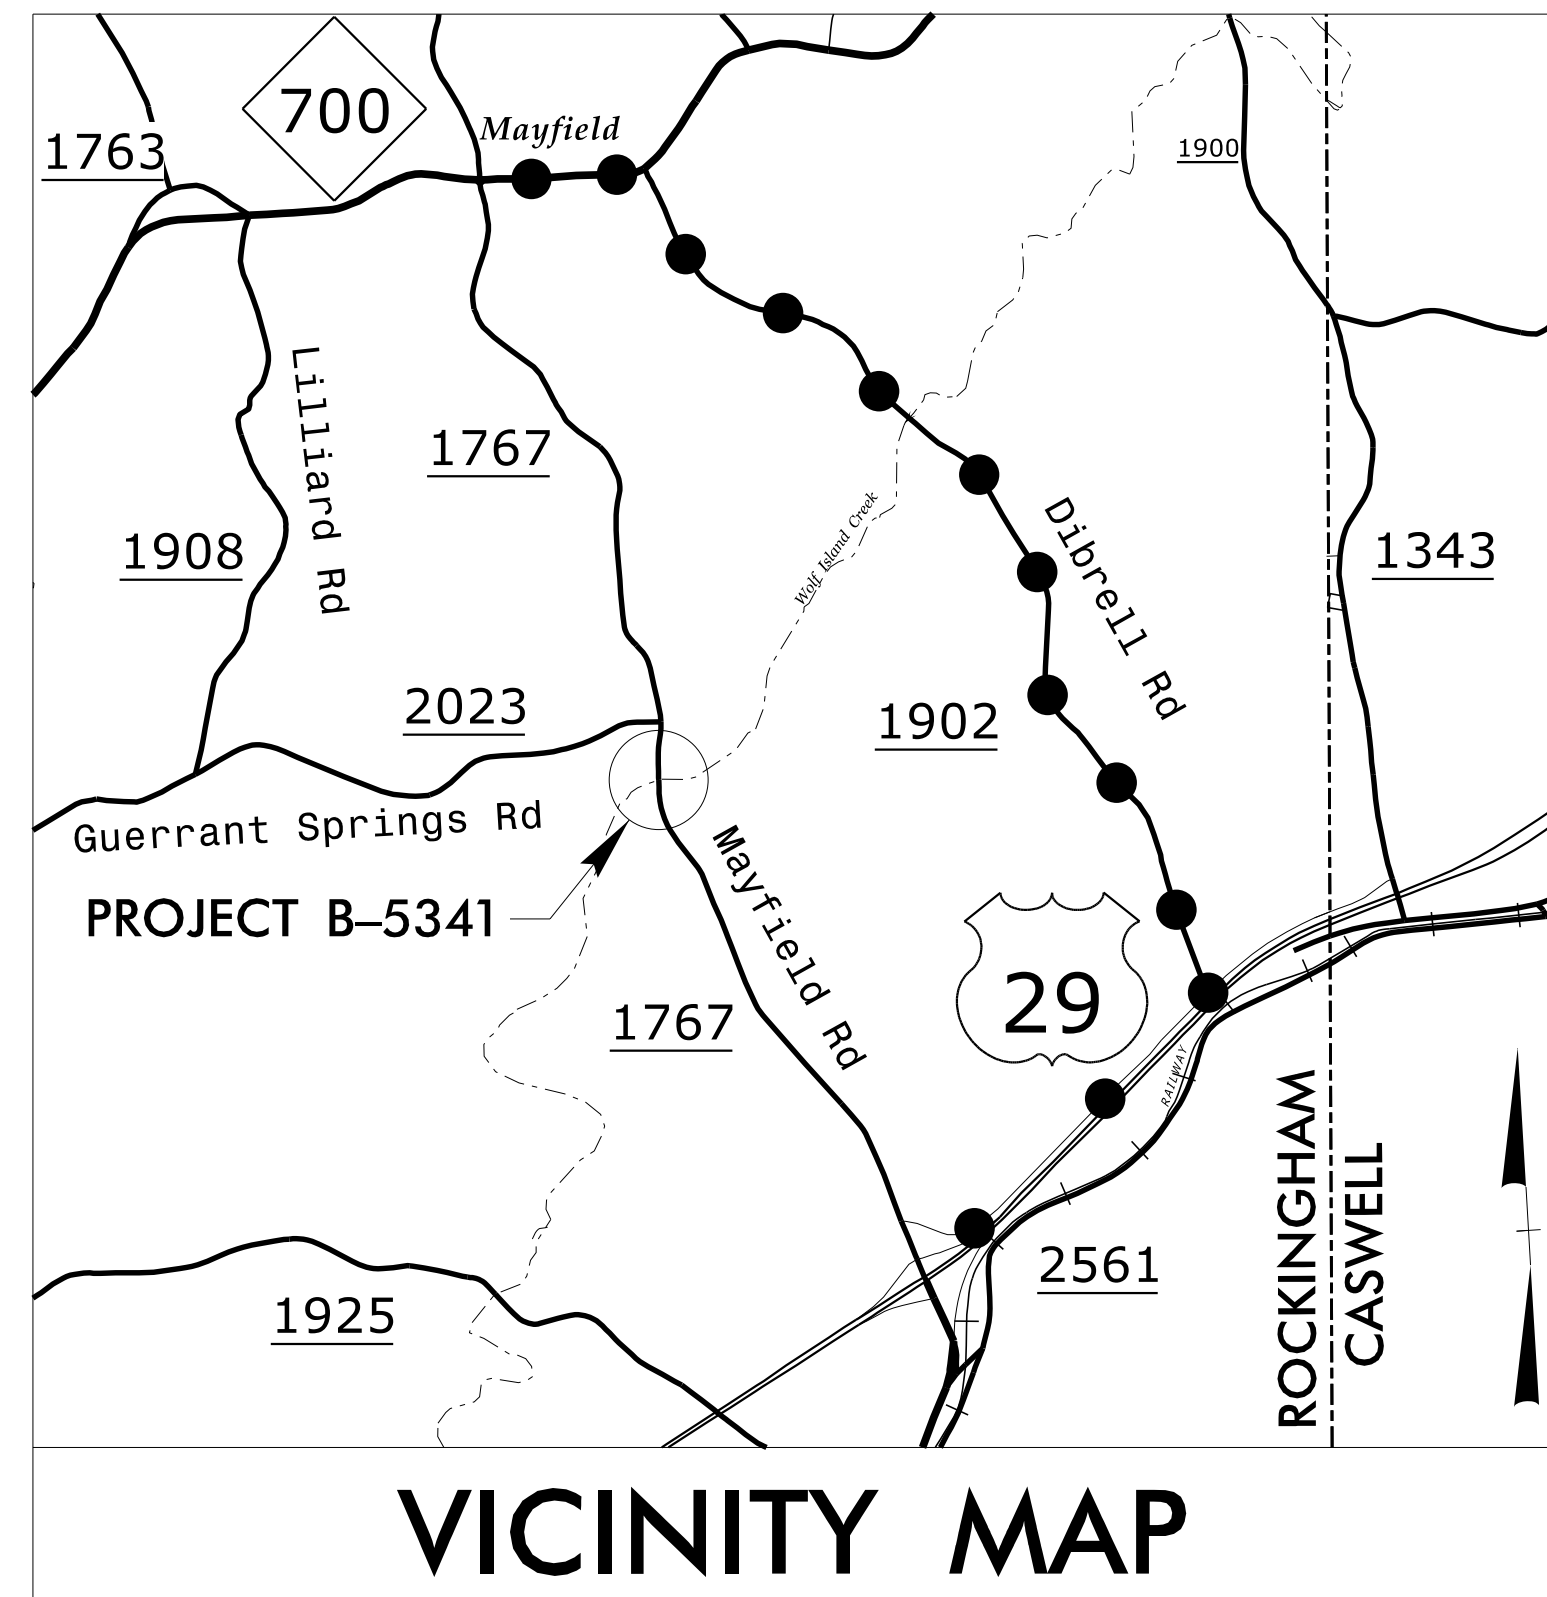 700
Mayfield
1763
1900
Lilliard Rd
1767
Wolf Island Creek
Dibrell Rd
1908
1343
2023
1902
Guerrant Springs Rd
Mayfield Rd
PROJECT B–5341
29
1767
RAILWAY
ROCKINGHAM
CASWELL
2561
1925
VICINITY MAP